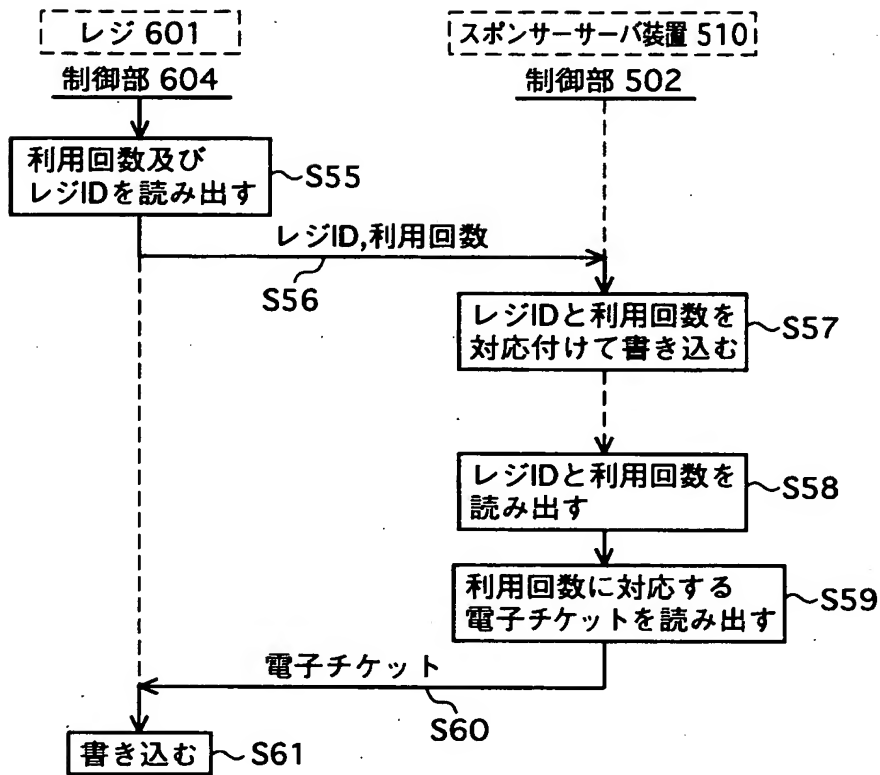 レジ 601
スポンサーサーバ装置 510
制御部 604
制御部 502
利用回数及び
レジIDを読み出す
S55
レジID,利用回数
S56
レジIDと利用回数を
対応付けて書き込む
S57
レジIDと利用回数を
読み出す
S58
利用回数に対応する
電子チケットを読み出す
S59
電子チケット
S60
書き込む
S61